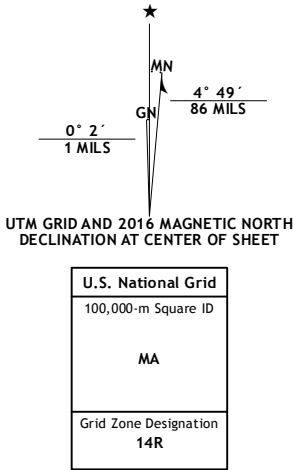 ★
MN
4° 49´
86 MILS
GN
0° 2´
1 MILS
UTM GRID AND 2016 MAGNETIC NORTH
DECLINATION AT CENTER OF SHEET
U.S. National Grid
100,000-m Square ID
MA
Grid Zone Designation
14R